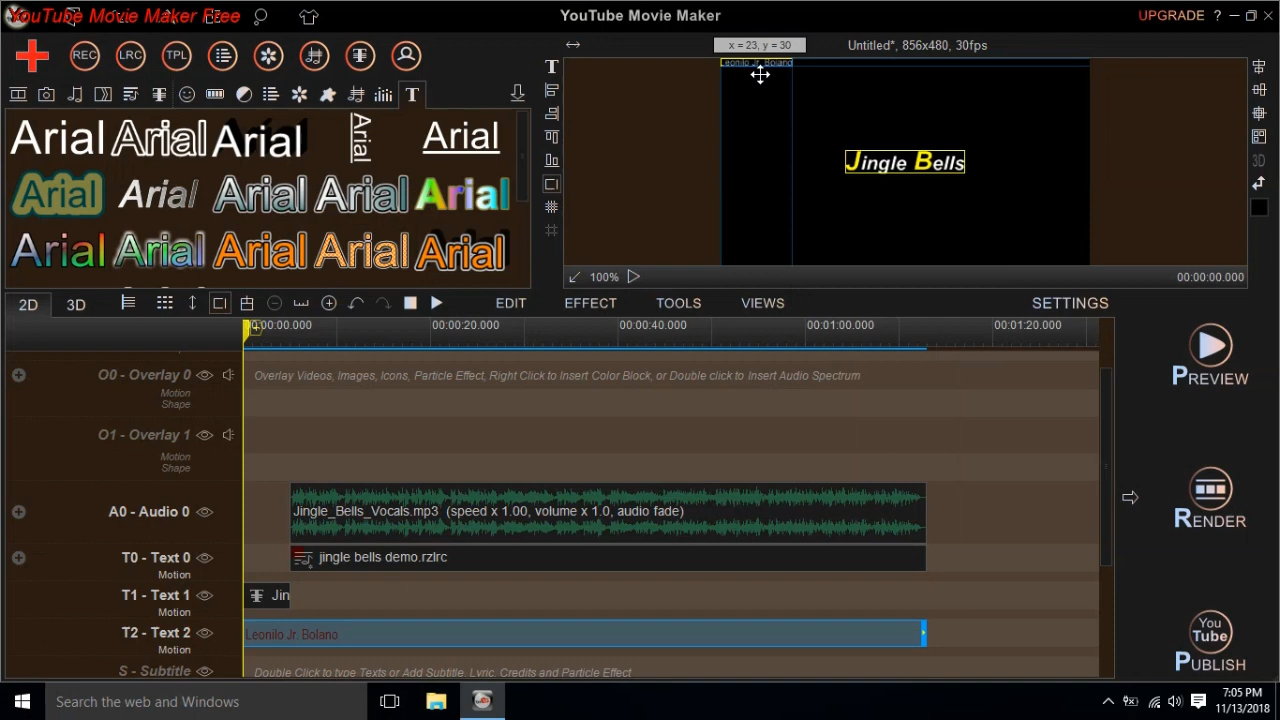 YouTube Movie Maker Free
YouTube Movie Maker
UPGRADE ?
REC LRC TPL
x = 23, y = 30
Untitled*, 856x480, 30fps
Leonilo Jr. Bolano
Arial Arial Arial Arial Arial
Arial Arial Arial Arial Arial
Arial Arial Arial Arial Arial
Jingle Bells
3D
100%
00:00:00.000
2D 3D
EDIT EFFECT TOOLS VIEWS SETTINGS
00:00:00.000 00:00:20.000 00:00:40.000 00:01:00.000 00:01:20.000
O0 - Overlay 0
Overlay Videos, Images, Icons, Particle Effect, Right Click to Insert Color Block, or Double click to Insert Audio Spectrum
Motion
Shape
O1 - Overlay 1
Motion
Shape
A0 - Audio 0
Jingle_Bells_Vocals.mp3 (speed x 1.00, volume x 1.0, audio fade)
T0 - Text 0
jingle bells demo.rzlrc
Motion
T1 - Text 1
Jin
Motion
T2 - Text 2
Leonilo Jr. Bolano
Motion
S - Subtitle
Double Click to type Texts or Add Subtitle, Lyric, Credits and Particle Effect
PREVIEW
RENDER
You
Tube
PUBLISH
Search the web and Windows
7:05 PM
11/13/2018